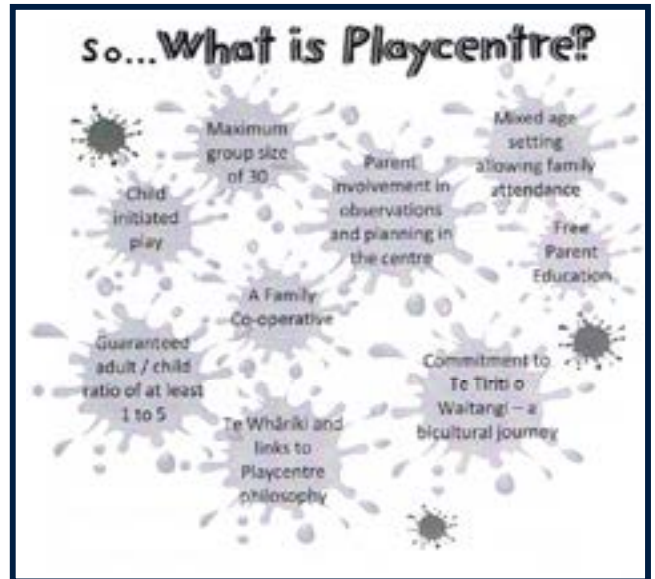 So...What is Playcentre?
Maximum
group size
of 30
Mixed age
setting
allowing family
attendance
Child
initiated
play
Parent
involvement in
observations
and planning in
the centre
Free
Parent
Education
A Family
Co-operative
Guaranteed
adult / child
ratio of at least
1 to 5
Commitment to
Te Tiriti o
Waitangi – a
bicultural journey
Te Whāriki and
links to
Playcentre
philosophy